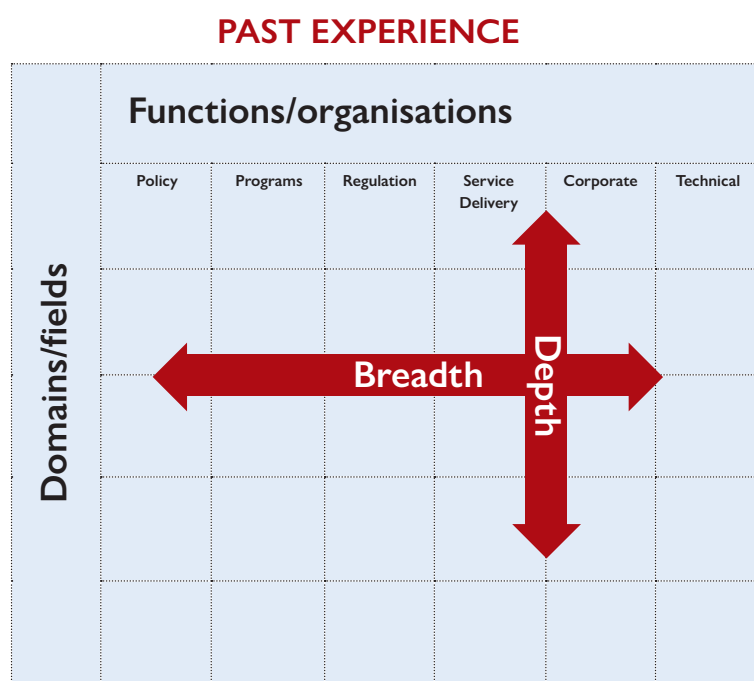 PAST EXPERIENCE
Functions/organisations
Policy
Programs
Regulation
Service
Delivery
Corporate
Technical
Domains/fields
Breadth
Depth